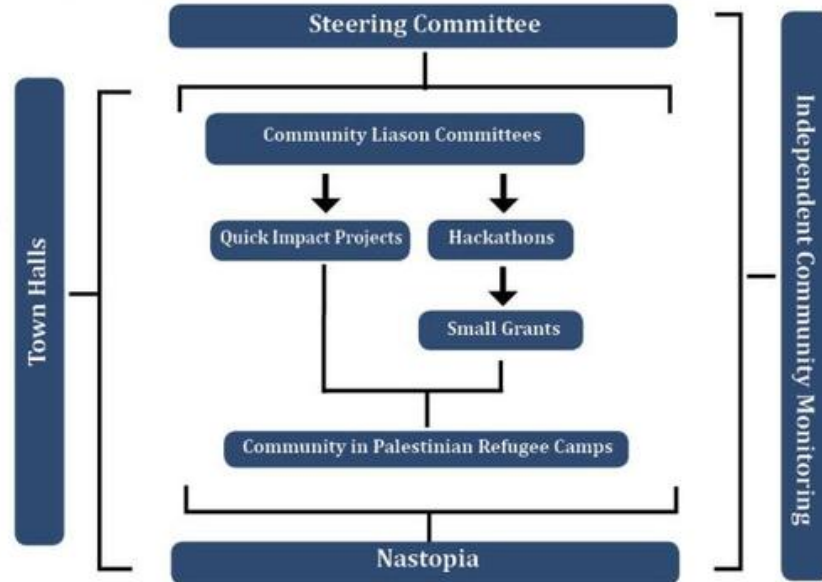 Steering Committee
Community Liason Committees
Quick Impact Projects
Hackathons
Small Grants
Community in Palestinian Refugee Camps
Nastopia
Town Halls
Independent Community Monitoring